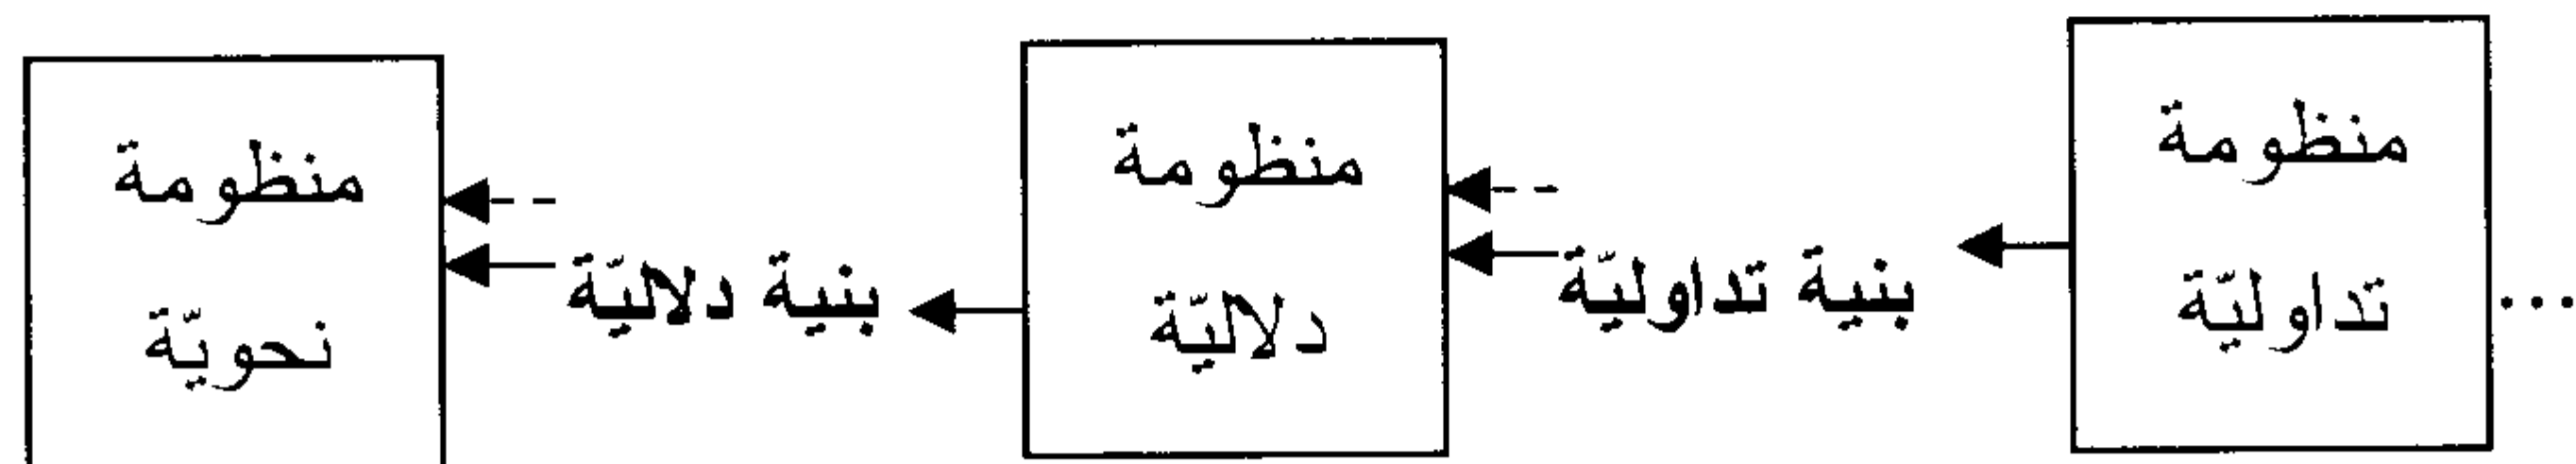 منظومة
تداوليّة
...
بنية تداوليّة
منظومة
دلاليّة
بنية دلاليّة
منظومة
نحويّة